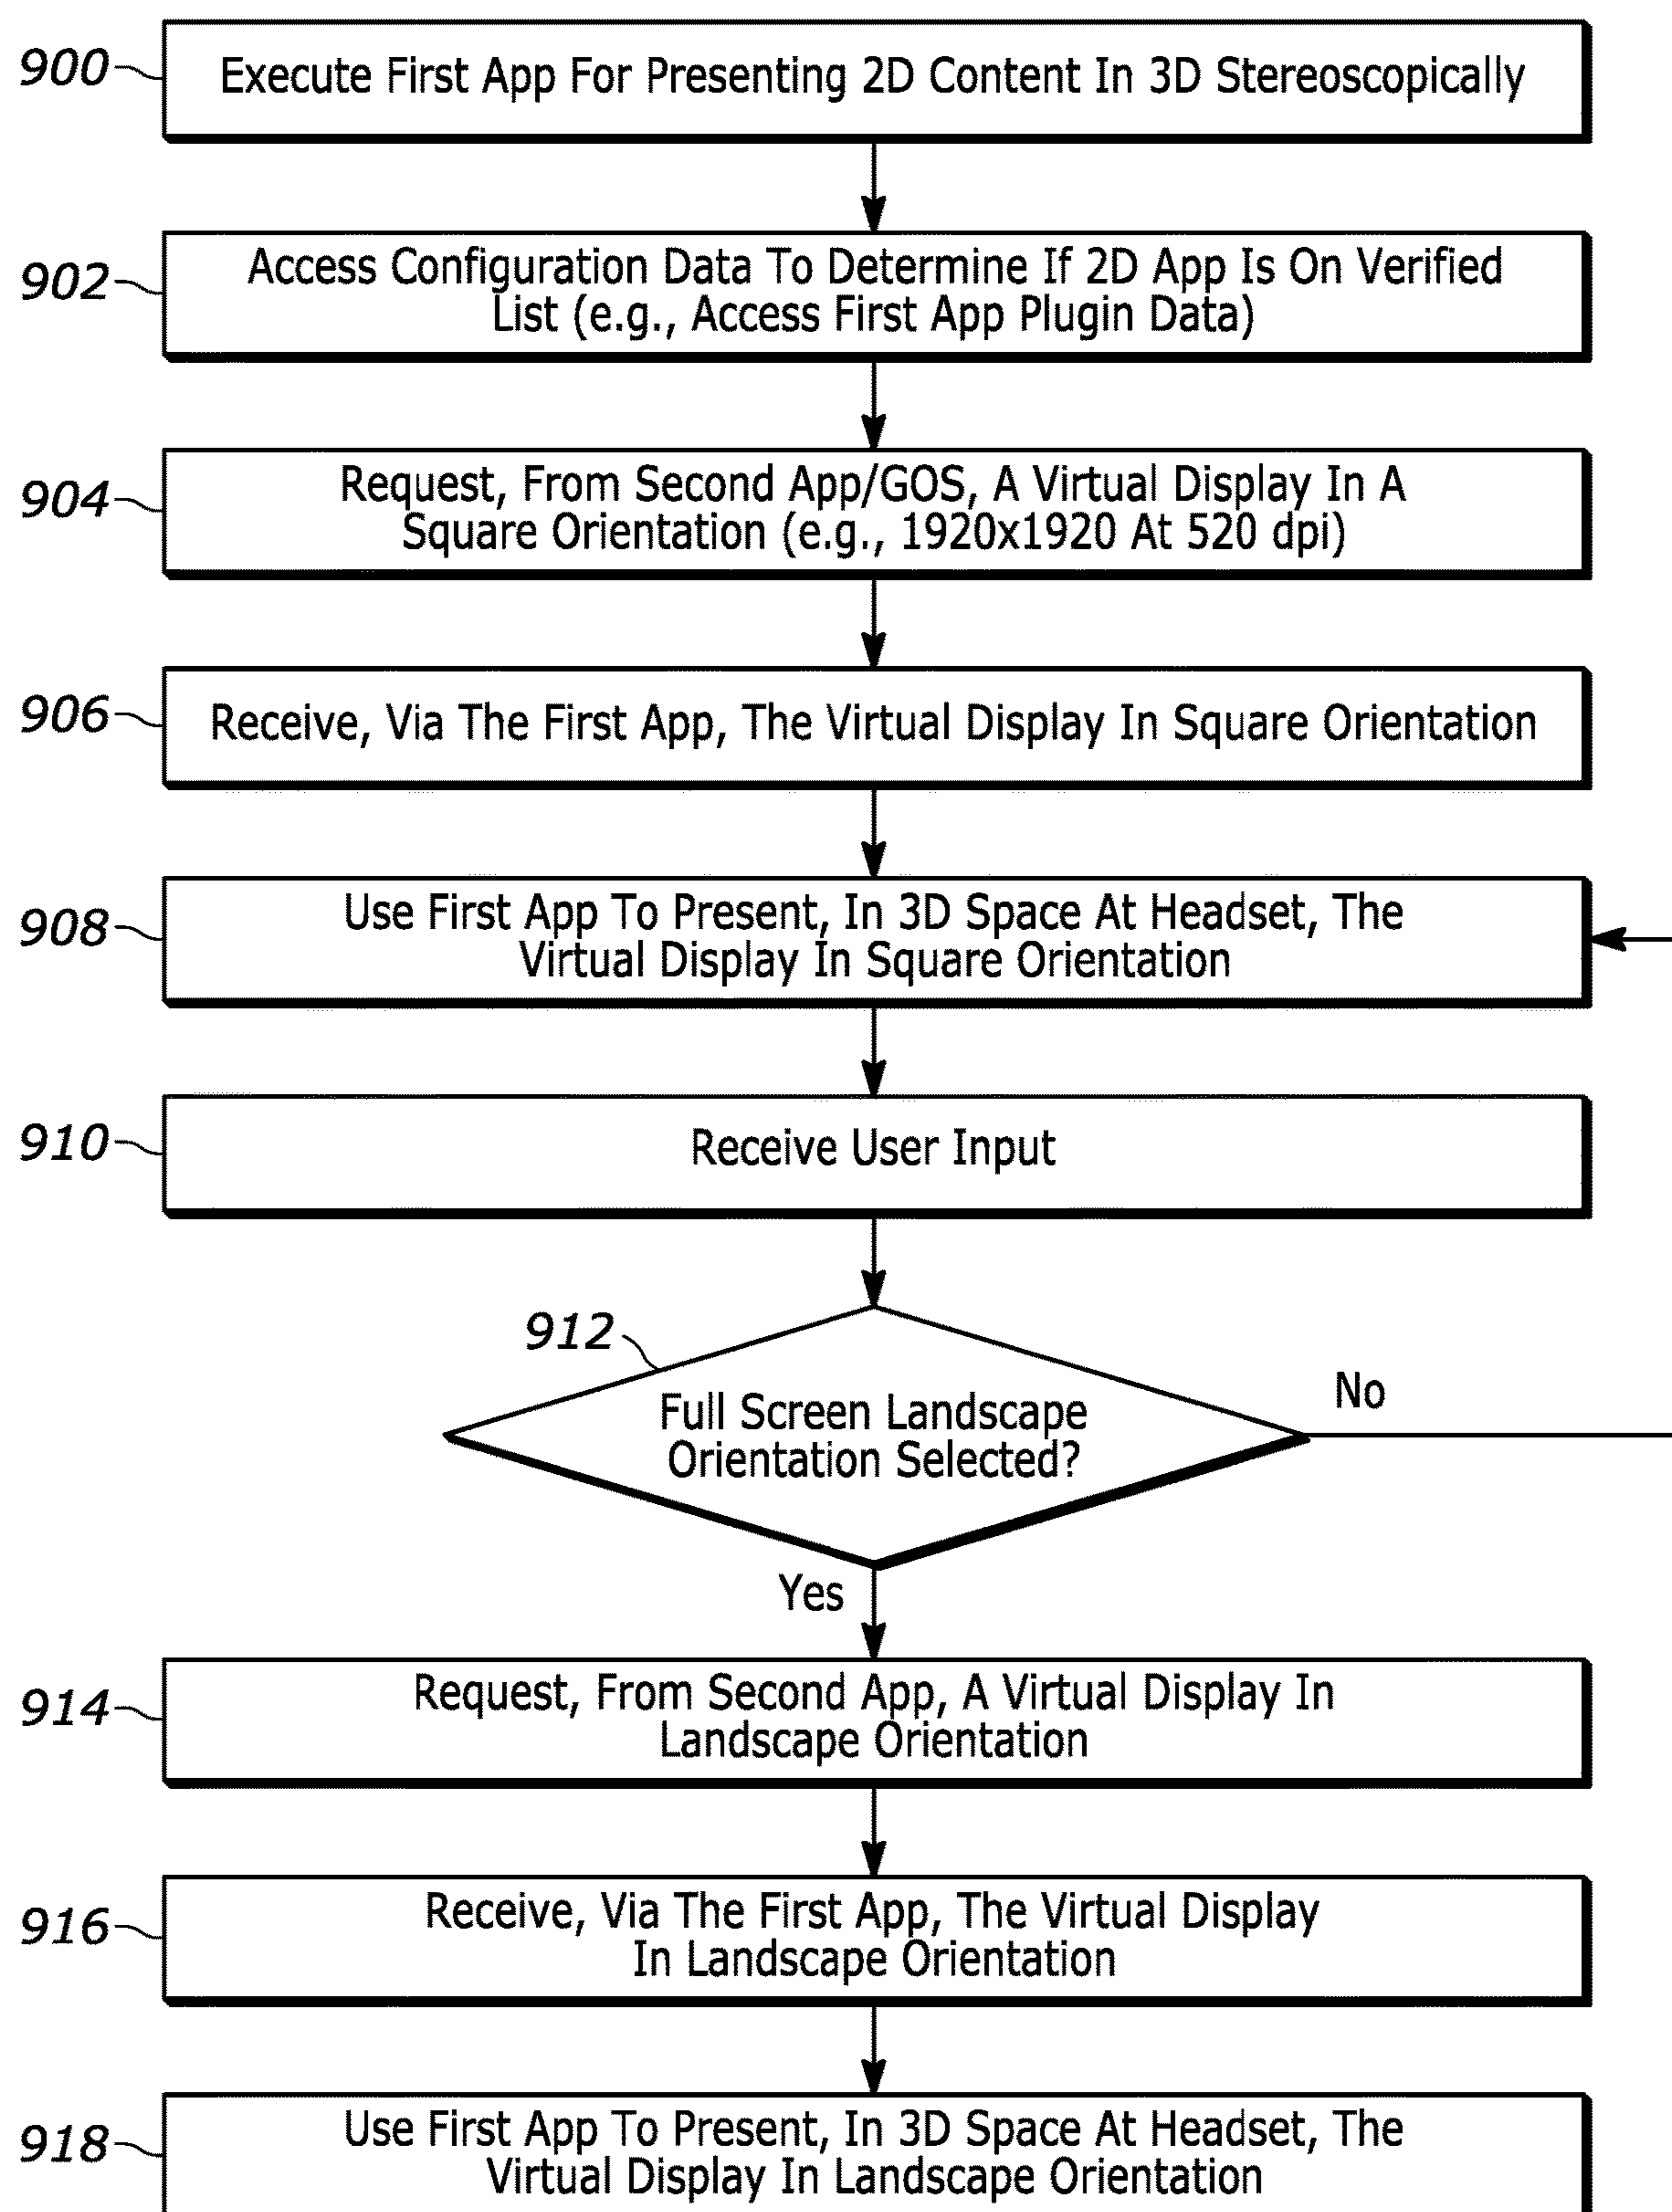 900
Execute First App For Presenting 2D Content In 3D Stereoscopically
902
Access Configuration Data To Determine If 2D App Is On Verified
List (e.g., Access First App Plugin Data)
904
Request, From Second App/GOS, A Virtual Display In A
Square Orientation (e.g., 1920x1920 At 520 dpi)
906
Receive, Via The First App, The Virtual Display In Square Orientation
908
Use First App To Present, In 3D Space At Headset, The
Virtual Display In Square Orientation
910
Receive User Input
912
Full Screen Landscape
Orientation Selected?
No
Yes
914
Request, From Second App, A Virtual Display In
Landscape Orientation
916
Receive, Via The First App, The Virtual Display
In Landscape Orientation
918
Use First App To Present, In 3D Space At Headset, The
Virtual Display In Landscape Orientation